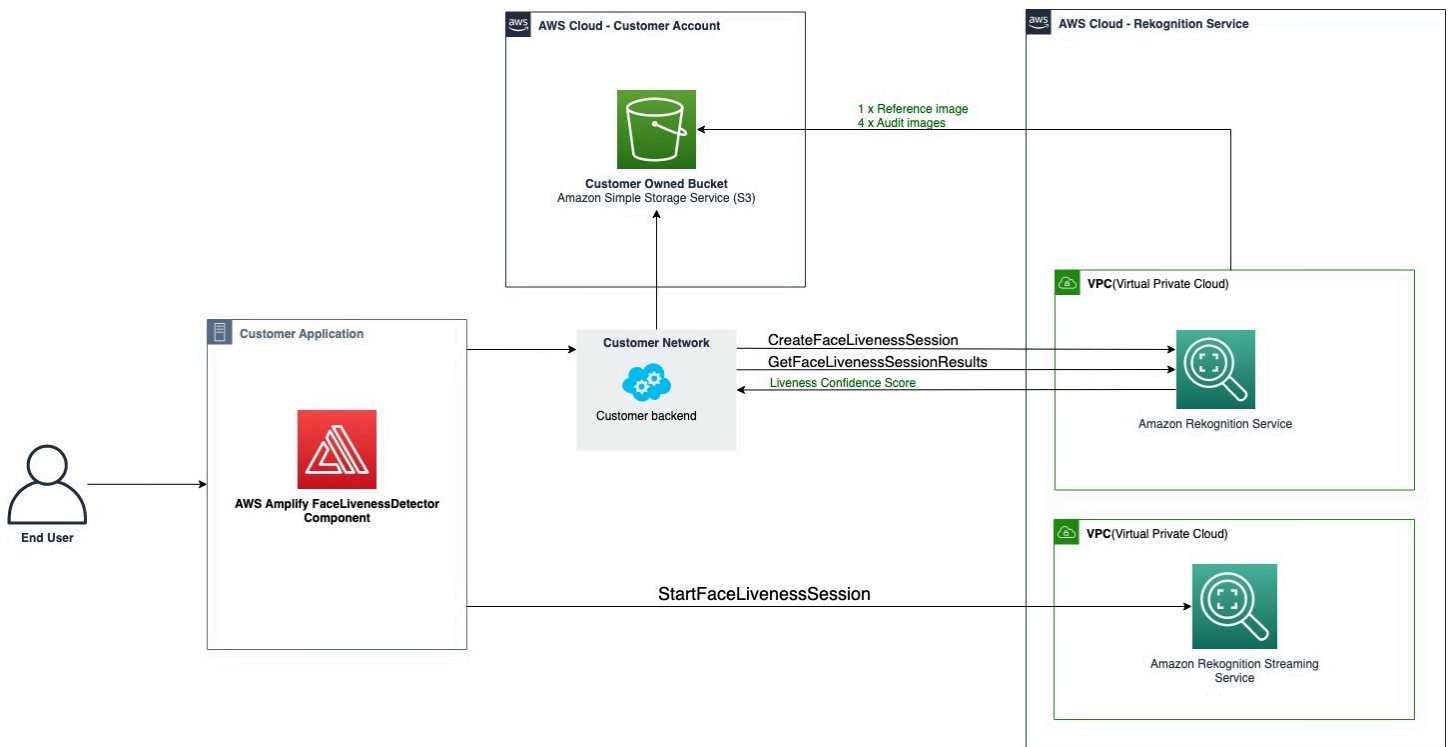 aws
AWS Cloud - Customer Account
aws
AWS Cloud - Rekognition Service
1 x Reference image
4 x Audit images
Customer Owned Bucket
Amazon Simple Storage Service (S3)
VPC(Virtual Private Cloud)
Customer Application
Customer Network
CreateFaceLivenessSession
GetFaceLivenessSessionResults
Liveness Confidence Score
Customer backend
Amazon Rekognition Service
AWS Amplify FaceLivenessDetector
Component
End User
VPC(Virtual Private Cloud)
StartFaceLivenessSession
Amazon Rekognition Streaming
Service